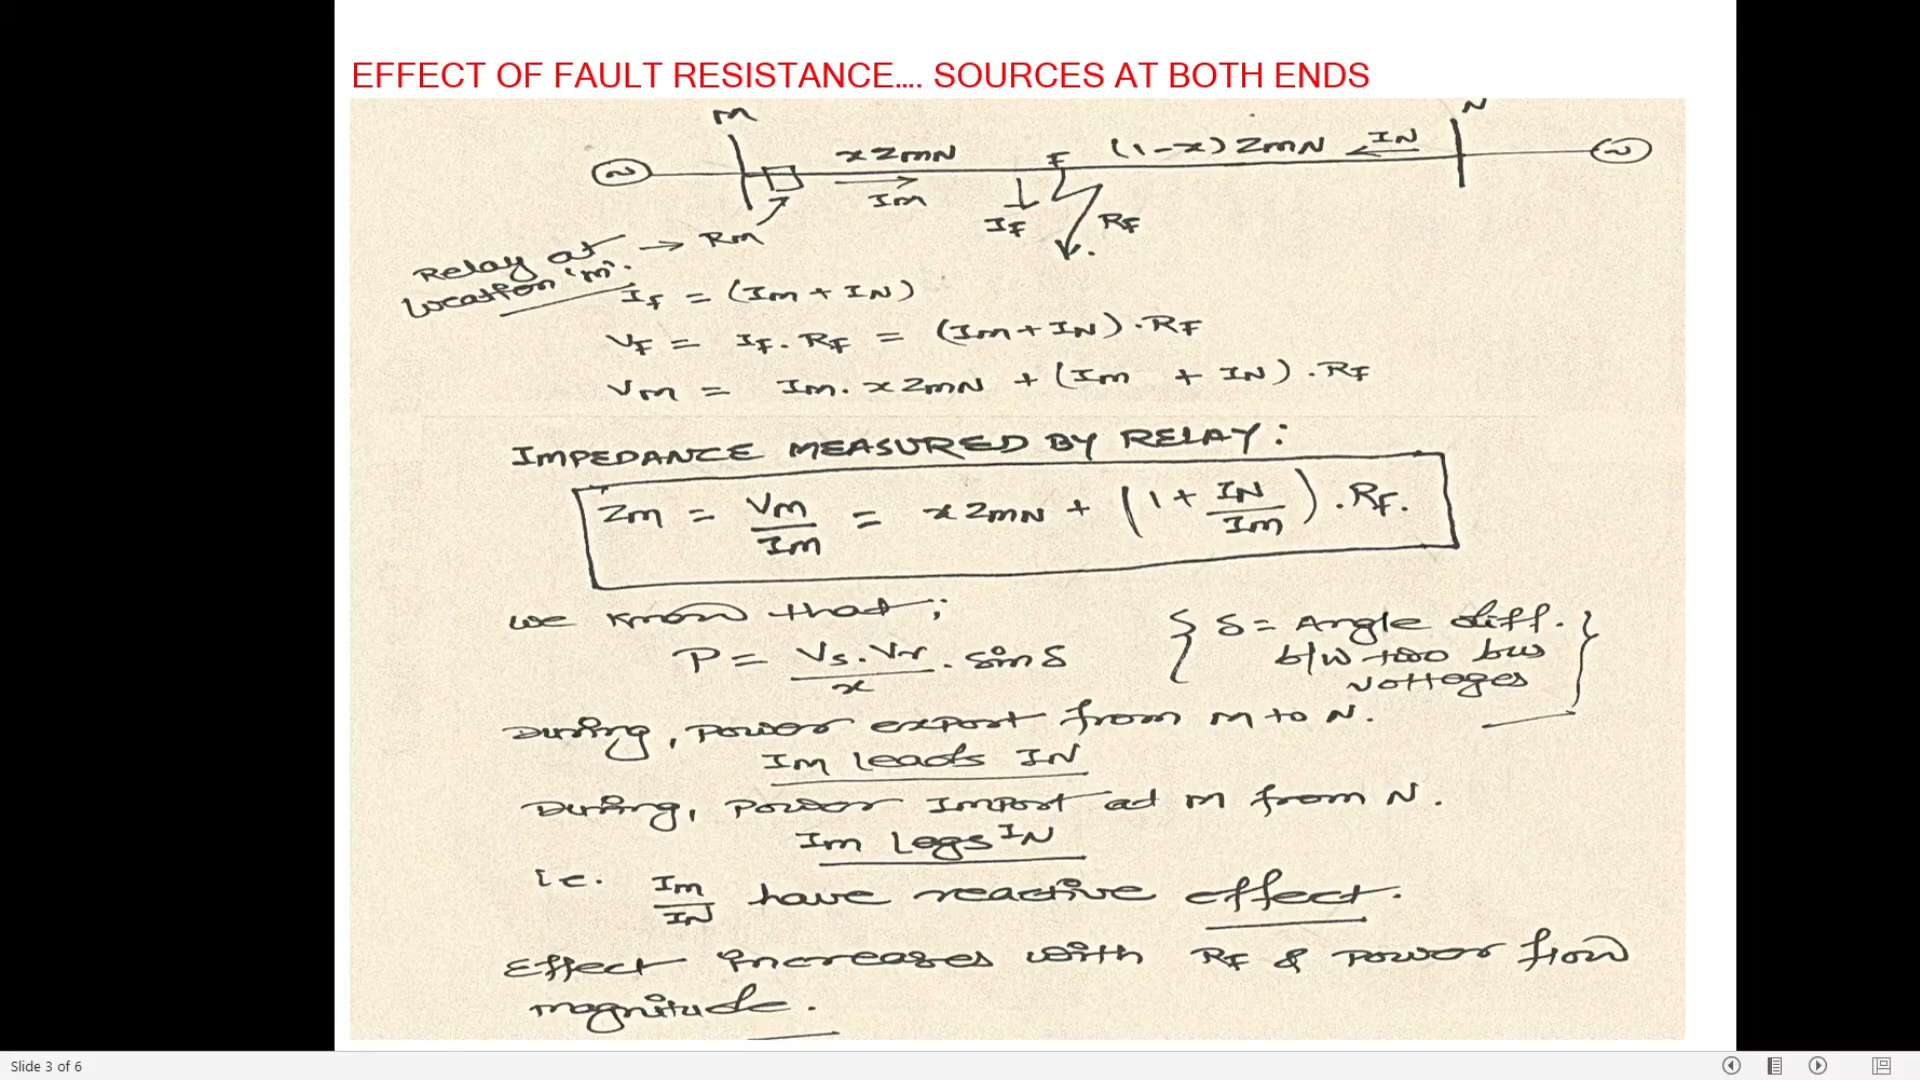 EFFECT OF FAULT RESISTANCE.... SOURCES AT BOTH ENDS
M N
~ xZmN F (1-x)ZmN IN ~
Im
IF RF
Relay at → Rm
location 'm'.
If = (Im + IN)
VF = IF.RF = (Im+IN).RF
Vm = Im.xZmN + (Im + IN).RF
IMPEDANCE MEASURED BY RELAY:
Zm = Vm/Im = xZmN + (1 + IN/Im).RF.
we know that;
P = Vs.Vr/x . sinδ
{ δ = Angle diff.
b/w two bus
voltages }
During, power export from M to N.
Im leads IN
During, power Import at M from N.
Im lags IN
i.e. Im/IN have reactive effect.
Effect increases with RF & power flow
magnitude.
Slide 3 of 6